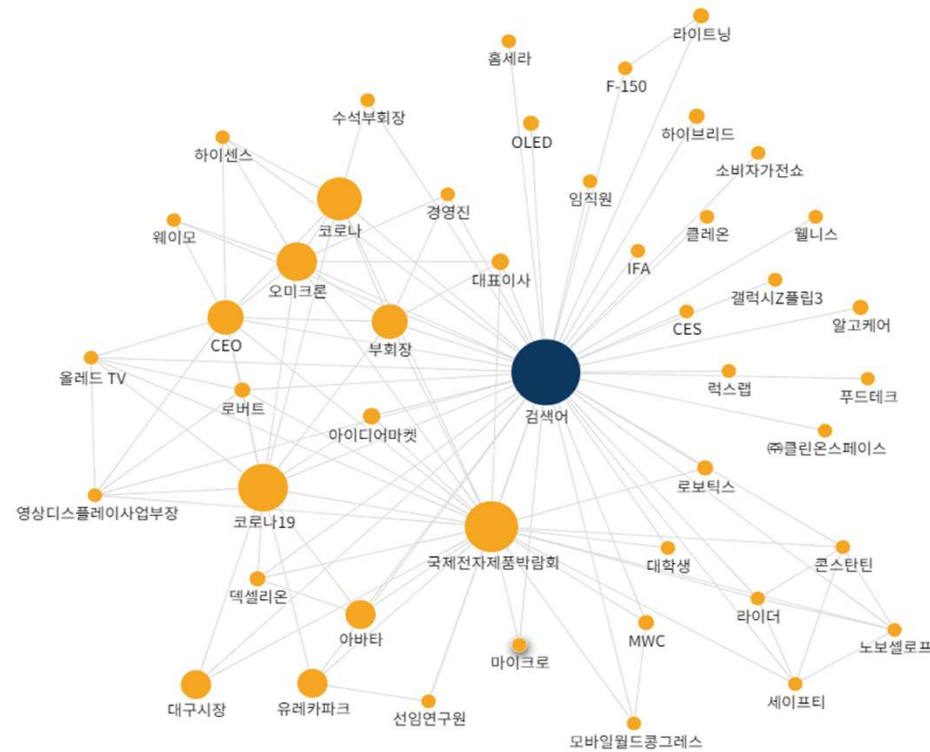 라이트닝
홈세라
F-150
수석부회장
하이브리드
OLED
하이센스
소비자가전쇼
임직원
경영진
코로나
웨이모
클레온
웰니스
IFA
대표이사
오미크론
갤럭시Z플립3
CES
알고케어
CEO
부회장
올레드 TV
럭스랩
푸드테크
로버트
검색어
아이디어마켓
㈜클린온스페이스
로보틱스
영상디스플레이사업부장
코로나19
국제전자제품박람회
대학생
콘스탄틴
덱셀리온
라이더
아바타
MWC
노보셀로프
마이크로
세이프티
대구시장
유레카파크
선임연구원
모바일월드콩그레스